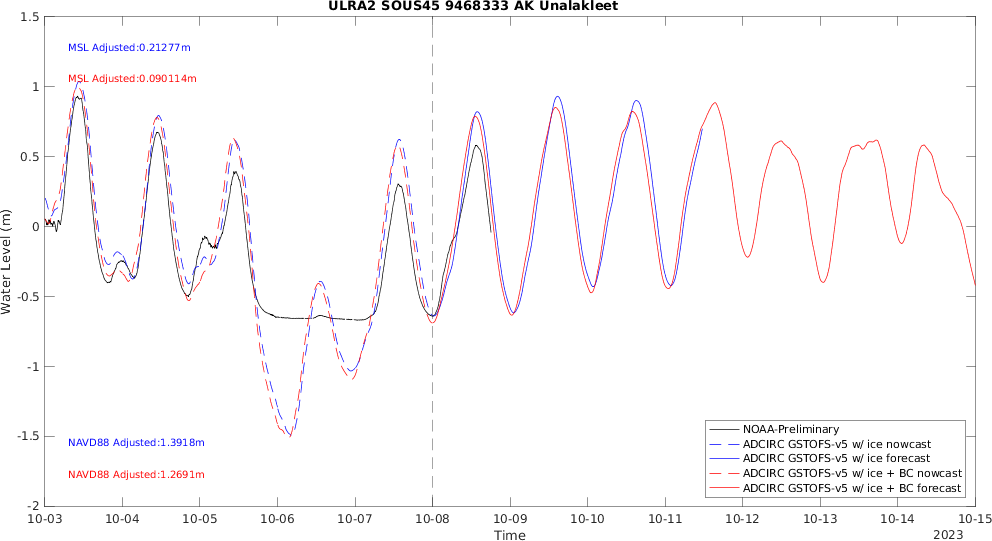 ULRA2 SOUS45 9468333 AK Unalakleet
1.5
1
0.5
0
-0.5
-1
-1.5
-2
Water Level (m)
MSL Adjusted:0.21277m
MSL Adjusted:0.090114m
NAVD88 Adjusted:1.3918m
NAVD88 Adjusted:1.2691m
NOAA-Preliminary
ADCIRC GSTOFS-v5 w/ ice nowcast
ADCIRC GSTOFS-v5 w/ ice forecast
ADCIRC GSTOFS-v5 w/ ice + BC nowcast
ADCIRC GSTOFS-v5 w/ ice + BC forecast
10-03 10-04 10-05 10-06 10-07 10-08 10-09 10-10 10-11 10-12 10-13 10-14 10-15
Time
2023